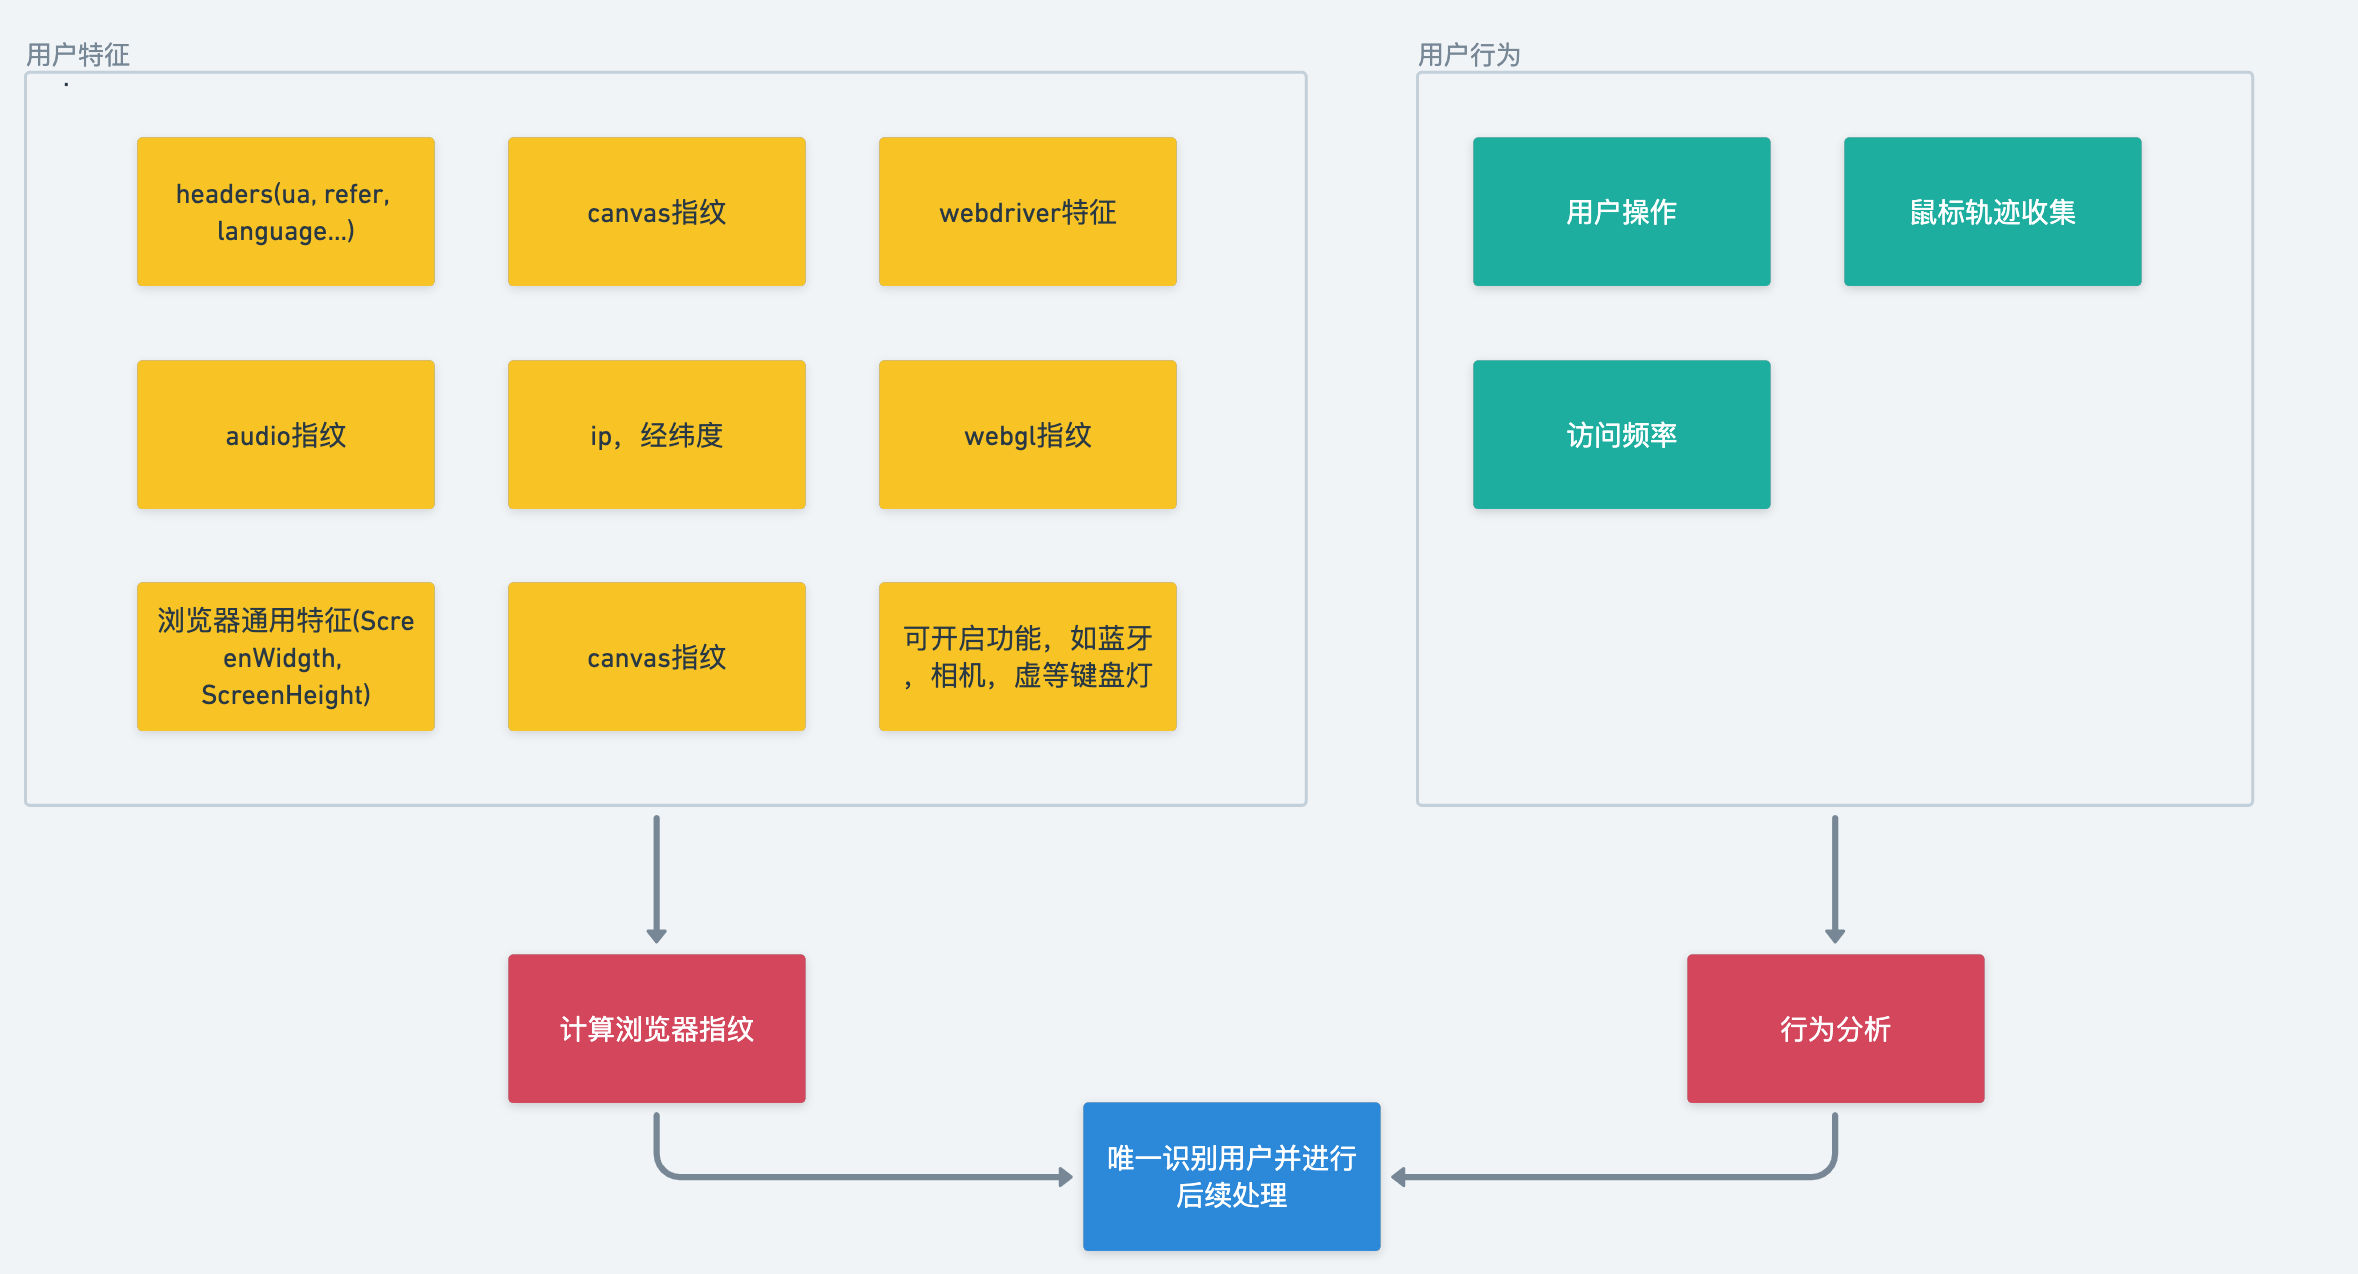 用户特征
用户行为
.
headers(ua, refer,
language...)
canvas指纹
webdriver特征
用户操作
鼠标轨迹收集
audio指纹
ip，经纬度
webgl指纹
访问频率
浏览器通用特征(Scre
enWidgth,
ScreenHeight)
canvas指纹
可开启功能，如蓝牙
，相机，虚等键盘灯
计算浏览器指纹
行为分析
唯一识别用户并进行
后续处理